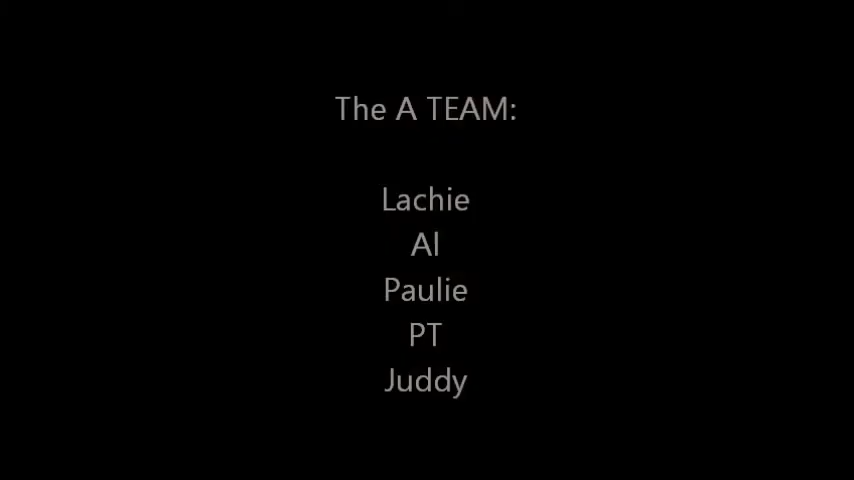 The A TEAM:
Lachie
Al
Paulie
PT
Juddy